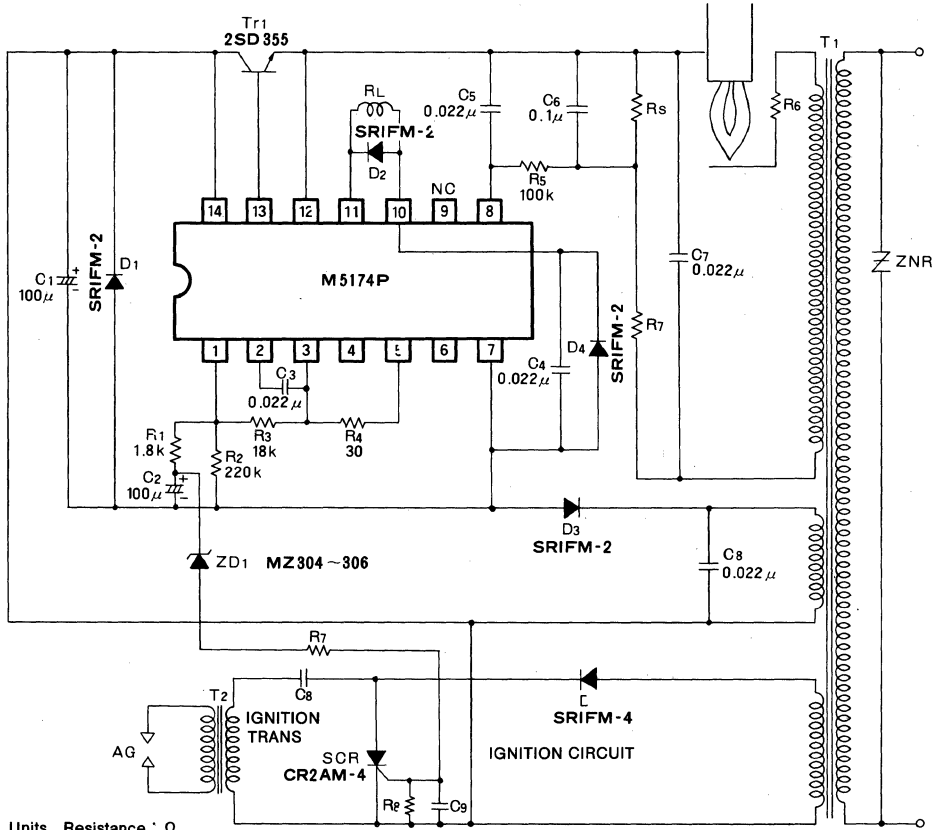 Tr1
2SD355
T1
RL
C5
0.022μ
C6
0.1μ
RS
R6
SRIFM-2
D2
R5
100k
NC
14
13
12
11
10
9
8
M5174P
C1
100μ
+
-
SRIFM-2
D1
C7
0.022μ
ZNR
1
2
3
4
5
6
7
C3
0.022μ
C4
0.022μ
D4
SRIFM-2
R7
R1
1.8k
R3
18k
R4
30
R2
220k
C2
100μ
+
-
D3
SRIFM-2
ZD1
MZ304~306
C8
0.022μ
R7
T2
C8
IGNITION
TRANS
D
SRIFM-4
AG
SCR
CR2AM-4
IGNITION CIRCUIT
R8
C9
Units Resistance : Ω